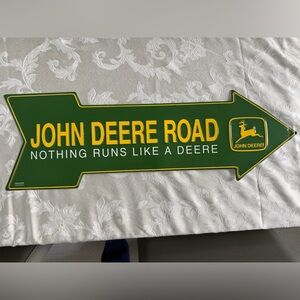 JOHN DEERE ROAD
NOTHING RUNS LIKE A DEERE
JOHN DEERE